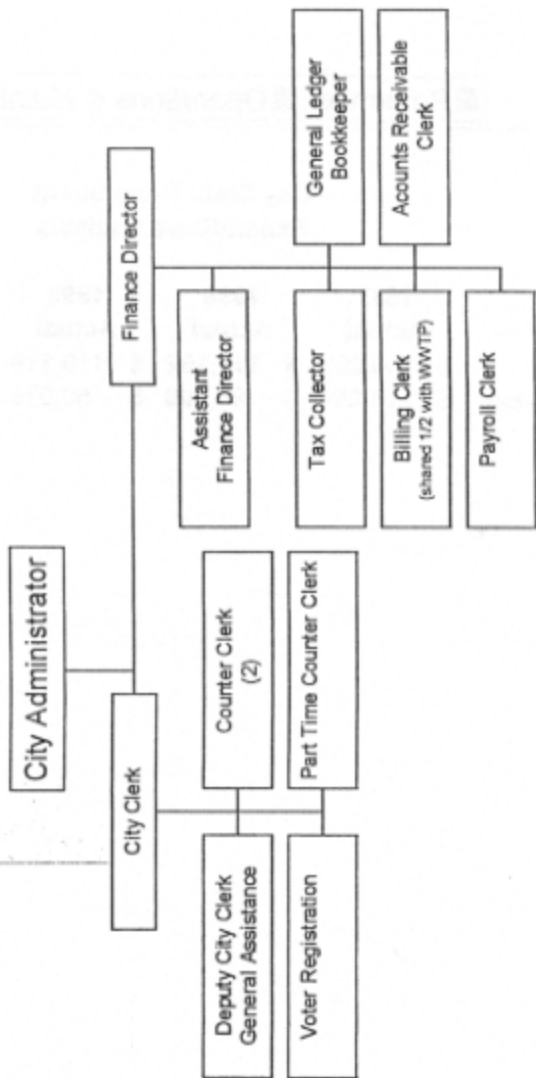 City Administrator
City Clerk
Finance Director
Deputy City Clerk
General Assistance
Counter Clerk
(2)
Voter Registration
Part Time Counter Clerk
Assistant
Finance Director
Tax Collector
General Ledger
Bookkeeper
Billing Clerk
(shared 1/2 with WWTP)
Acounts Receivable
Clerk
Payroll Clerk